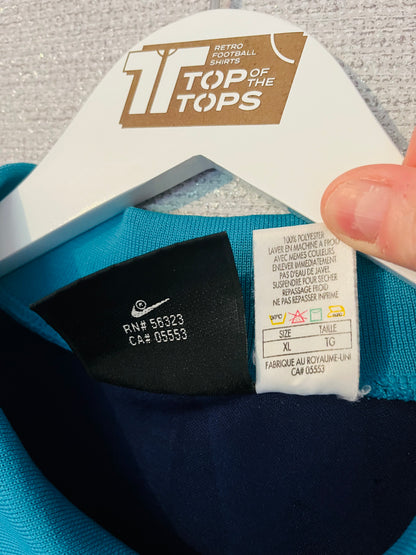 RETRO
FOOTBALL
SHIRTS
TT
TOP OF THE
TOPS
RN# 56323
CA# 05553
100% POLYESTER
LAVER EN MACHINE A FROID
AVEC MEMES COULEURS
ENLEVER IMMEDIATEMENT
PAS D'EAU DE JAVEL
SUSPENDRE POUR SECHER
REPASSAGE FROID
NE PAS REPASSER IMPRIME
SIZE TAILLE
XL TG
FABRIQUE AU ROYAUME-UNI
CA# 05553